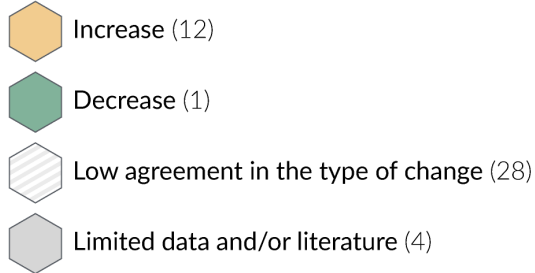 Increase (12)
Decrease (1)
Low agreement in the type of change (28)
Limited data and/or literature (4)